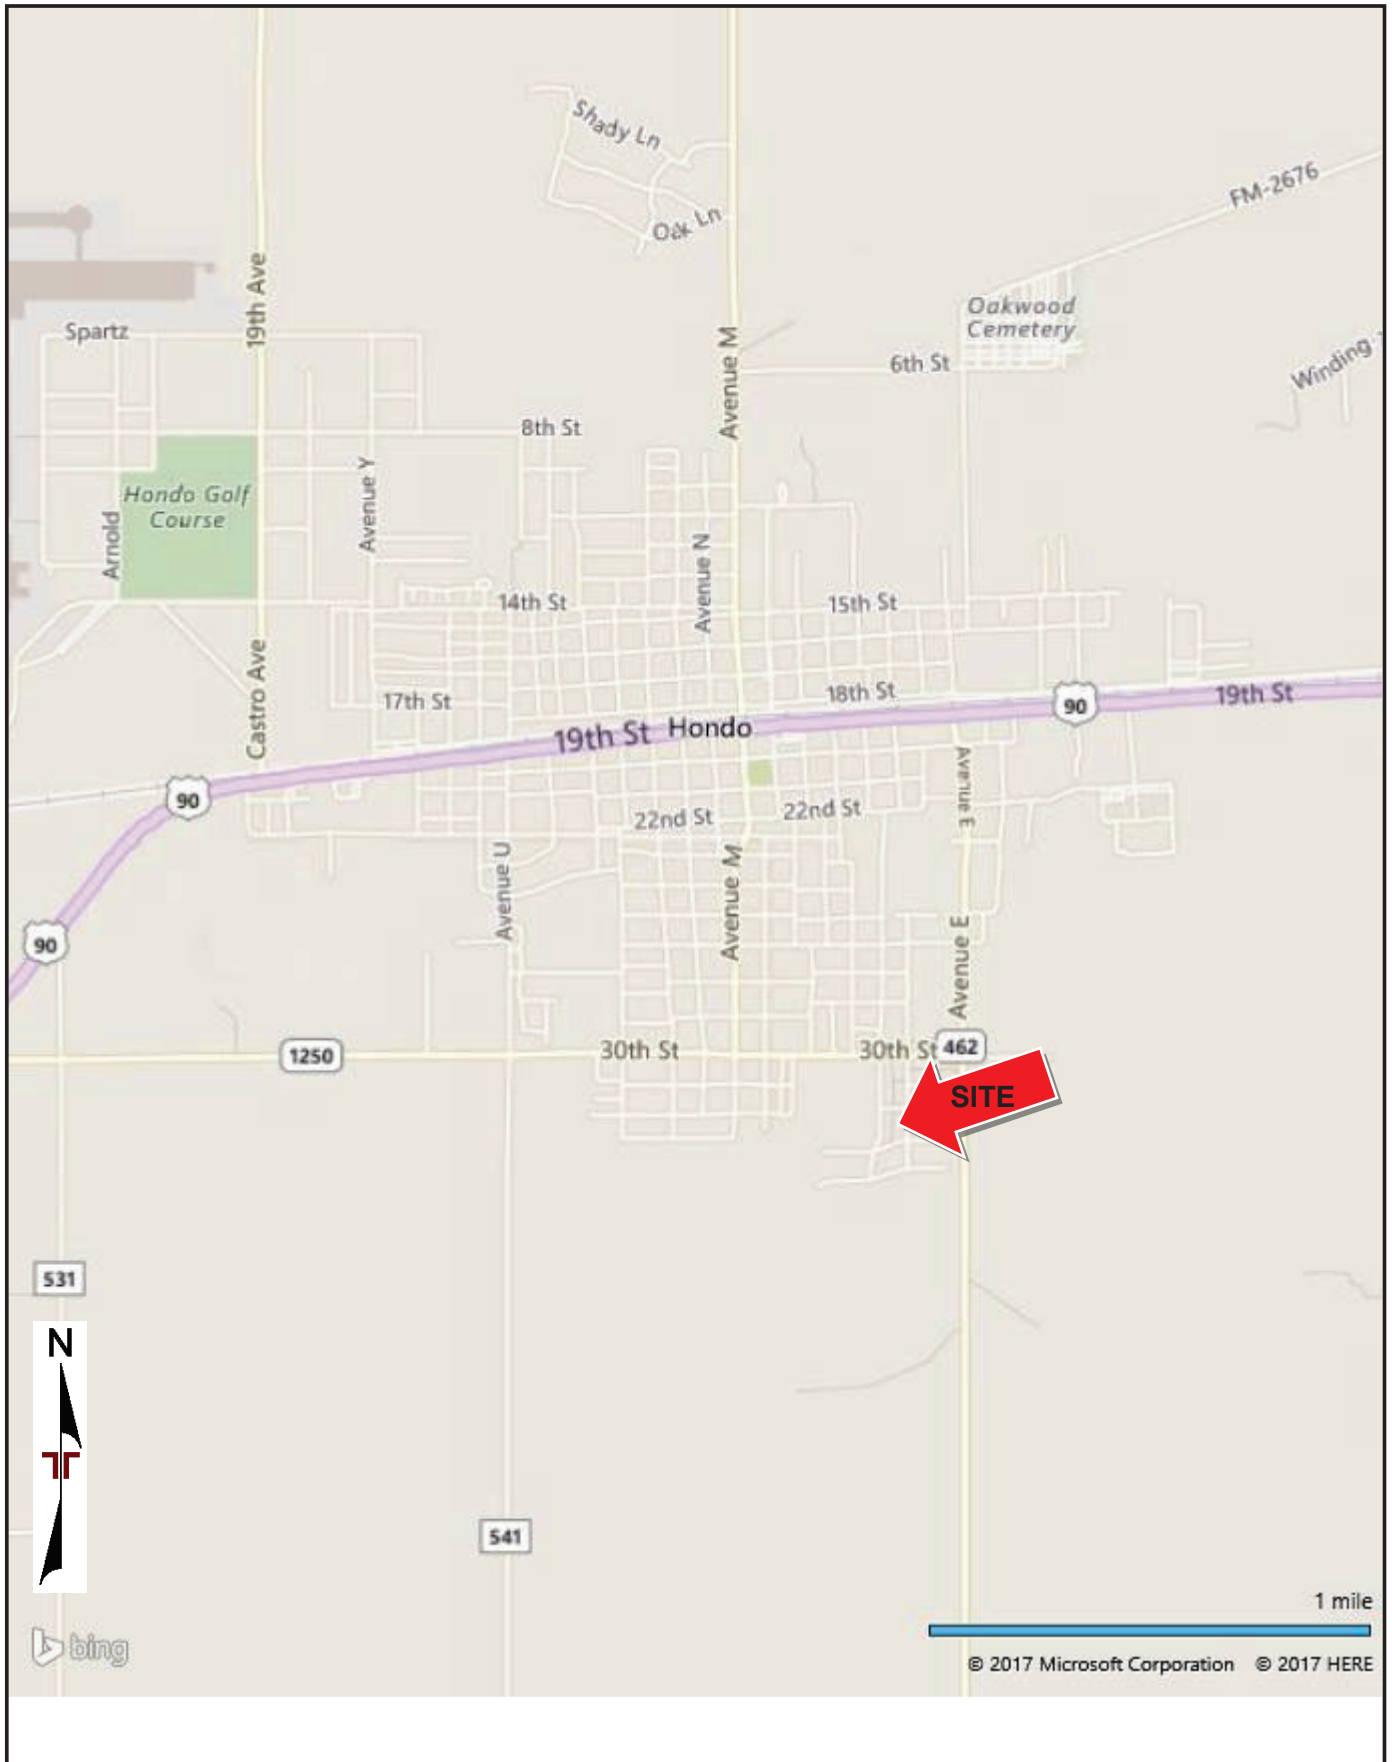 Shady Ln
FM-2676
Oak Ln
19th Ave
Oakwood
Cemetery
Spartz
Avenue M
6th St
Winding
8th St
Hondo Golf
Course
Avenue Y
Arnold
Avenue N
14th St
15th St
Castro Ave
17th St
18th St
90
19th St
19th St
Hondo
90
Avenue E
22nd St
22nd St
Avenue U
Avenue M
90
Avenue E
1250
30th St
30th St
462
SITE
531
N
541
1 mile
bing
© 2017 Microsoft Corporation © 2017 HERE